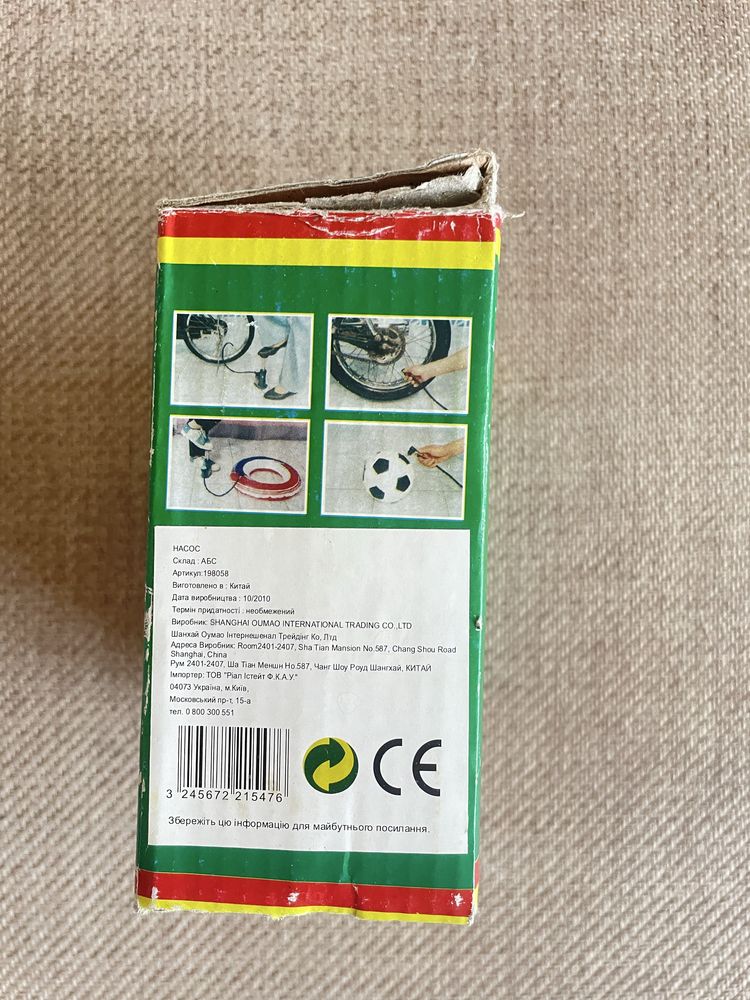 НАСОС
Склад : АБС
Артикул:198058
Виготовлено в : Китай
Дата виробництва : 10/2010
Термін придатності : необмежений
Виробник: SHANGHAI OUMAO INTERNATIONAL TRADING CO.,LTD
Шанхай Оумао Інтернешенал Трейдінг Ко, Лтд
Адреса Виробник: Room2401-2407, Sha Tian Mansion No.587, Chang Shou Road
Shanghai, China
Рум 2401-2407, Ша Тіан Меншн Но.587, Чанг Шоу Роуд Шангхай, КИТАЙ
Імпортер: ТОВ "Ріал Істейт Ф.К.А.У."
04073 Україна, м.Київ,
Московський пр-т, 15-а
тел. 0 800 300 551
3 245672 215476
CE
Збережіть цю інформацію для майбутнього посилання.